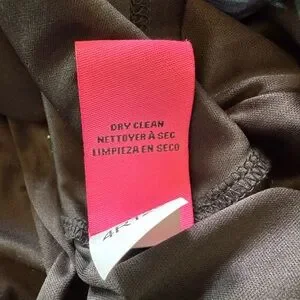 DRY CLEAN
NETTOYER À SEC
LIMPIEZA EN SECO